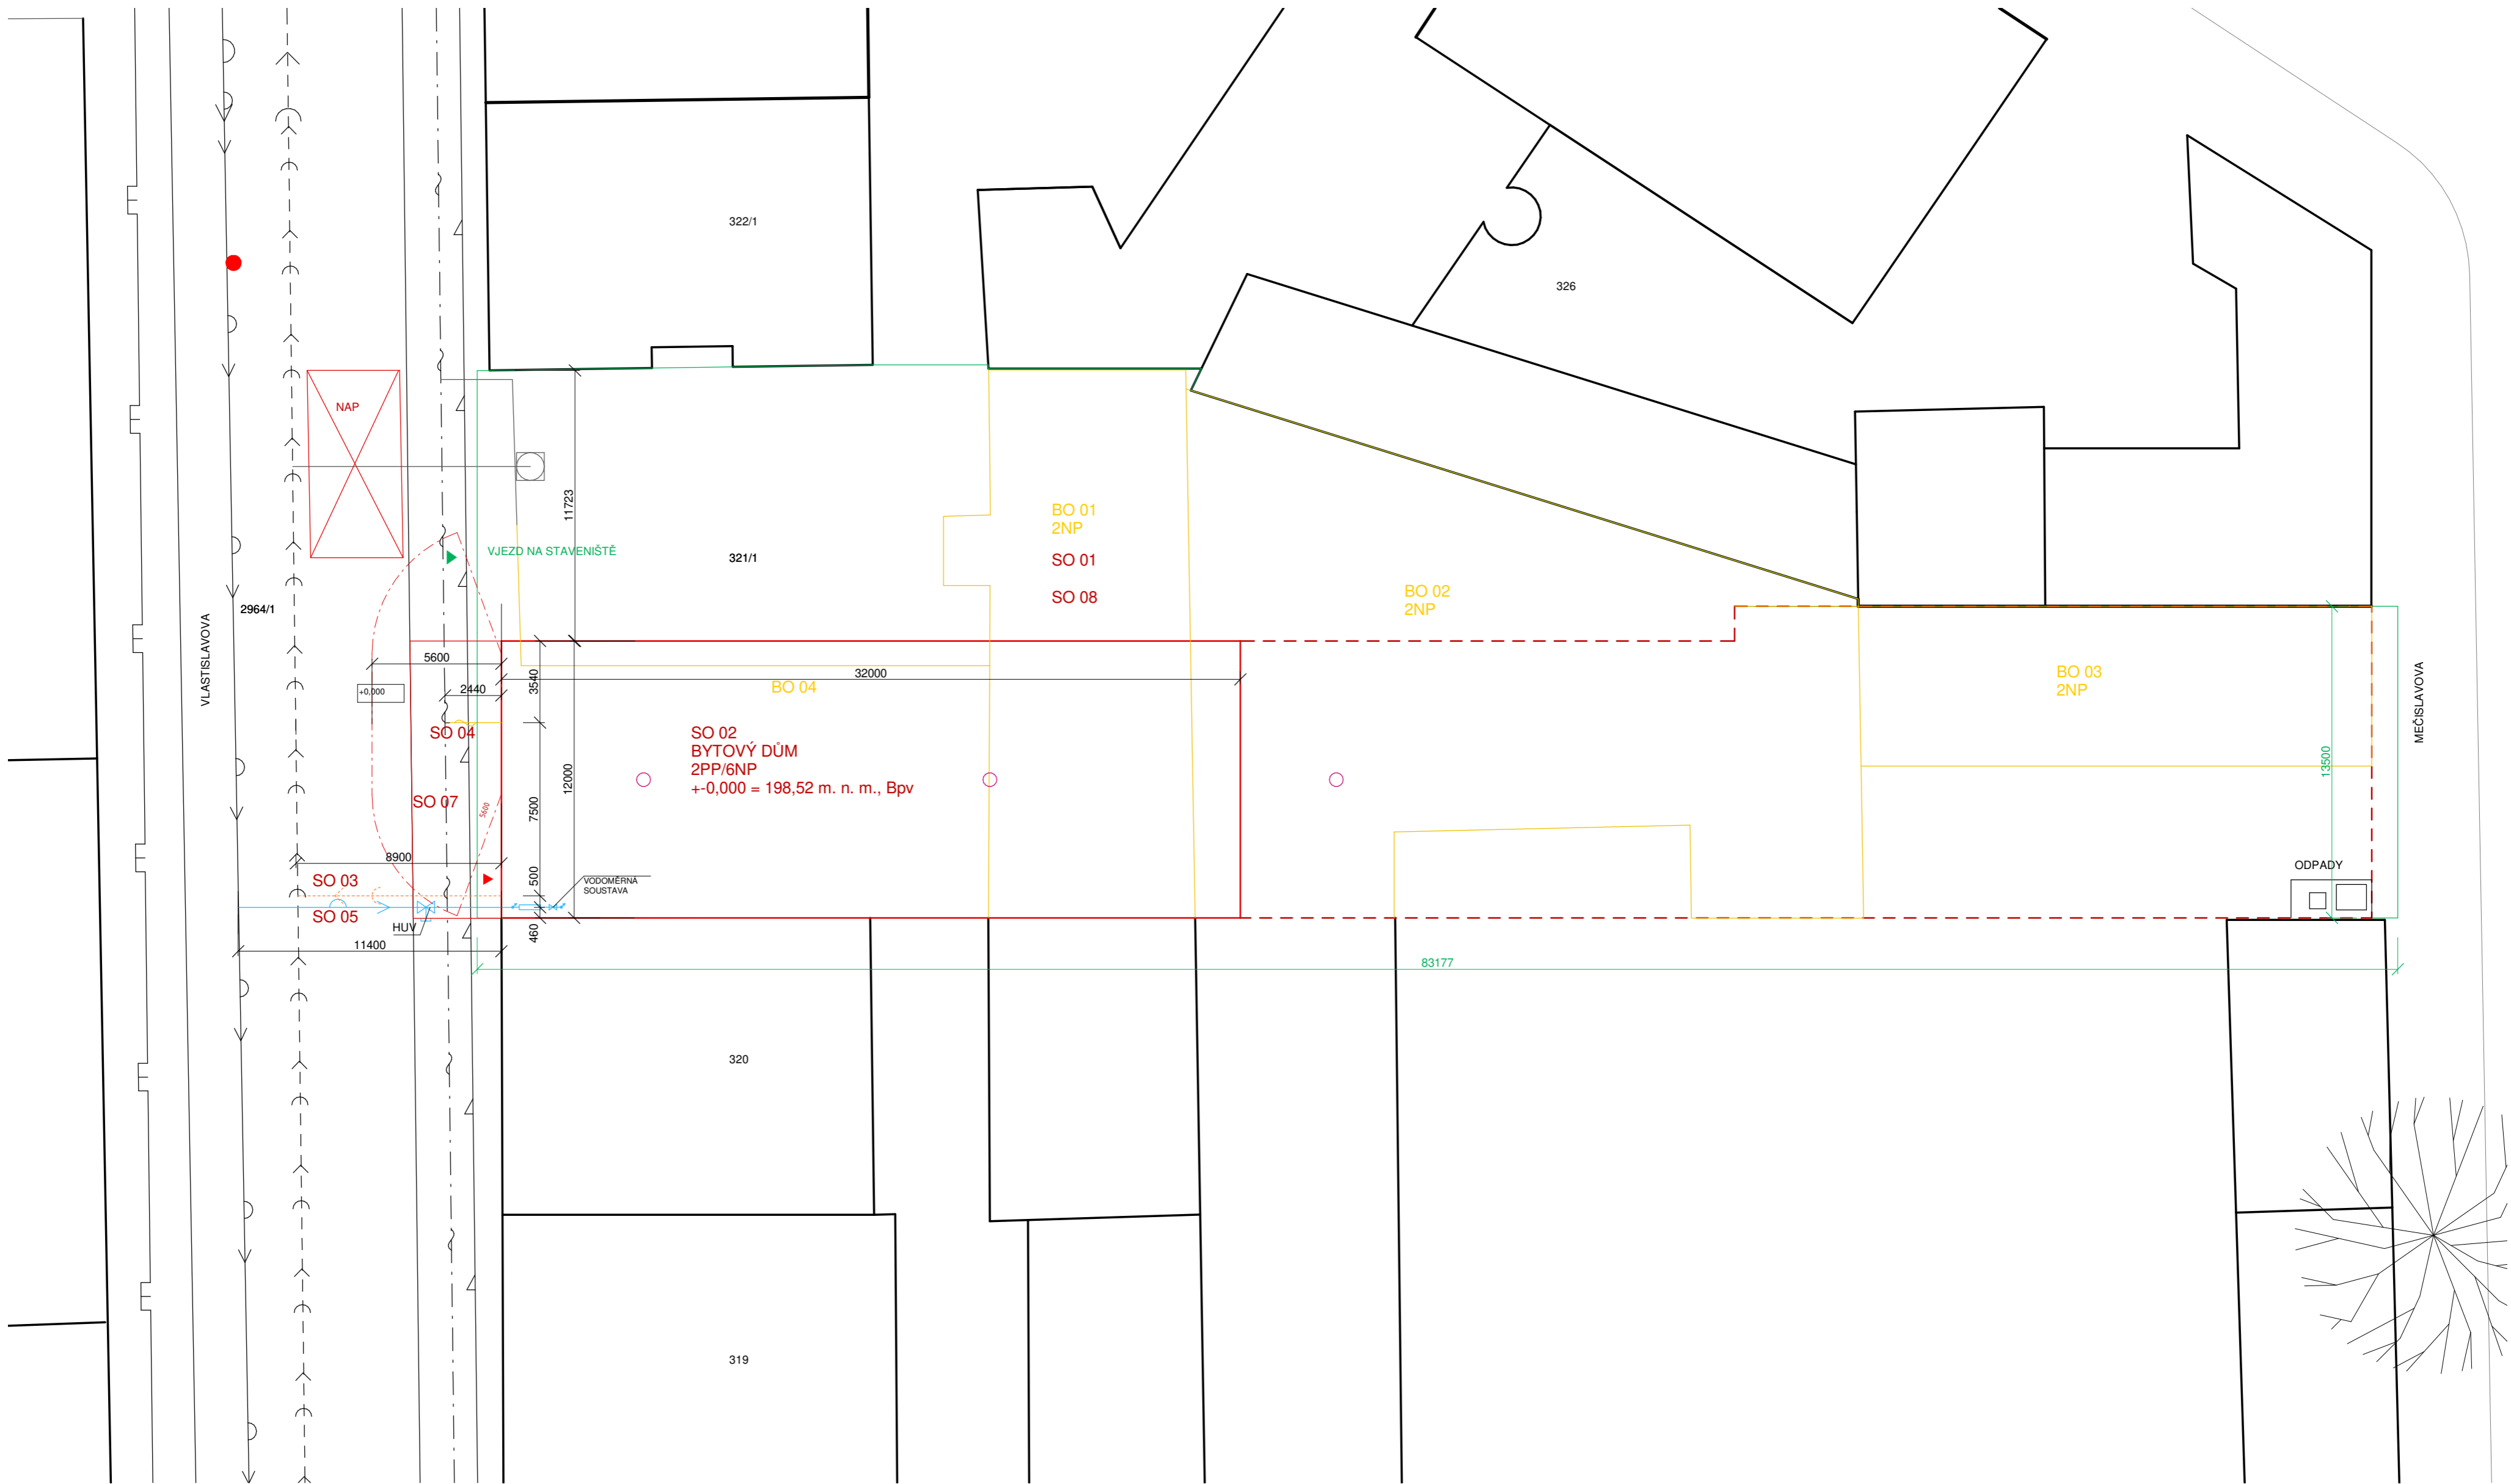 322/1
326
NAP
11723
BO 01
2NP
VJEZD NA STAVENIŠTĚ
321/1
SO 01
SO 08
BO 02
2NP
2964/1
VLASTISLAVOVA
5600
3540
32000
+0,000
2440
BO 04
BO 03
2NP
MEČISLAVOVA
SO 04
SO 02
BYTOVÝ DŮM
2PP/6NP
+-0,000 = 198,52 m. n. m., Bpv
12000
13500
SO 07
5600
7500
8900
ODPADY
SO 03
500
VODOMĚRNÁ
SOUSTAVA
SO 05
HUV
460
11400
83177
320
319